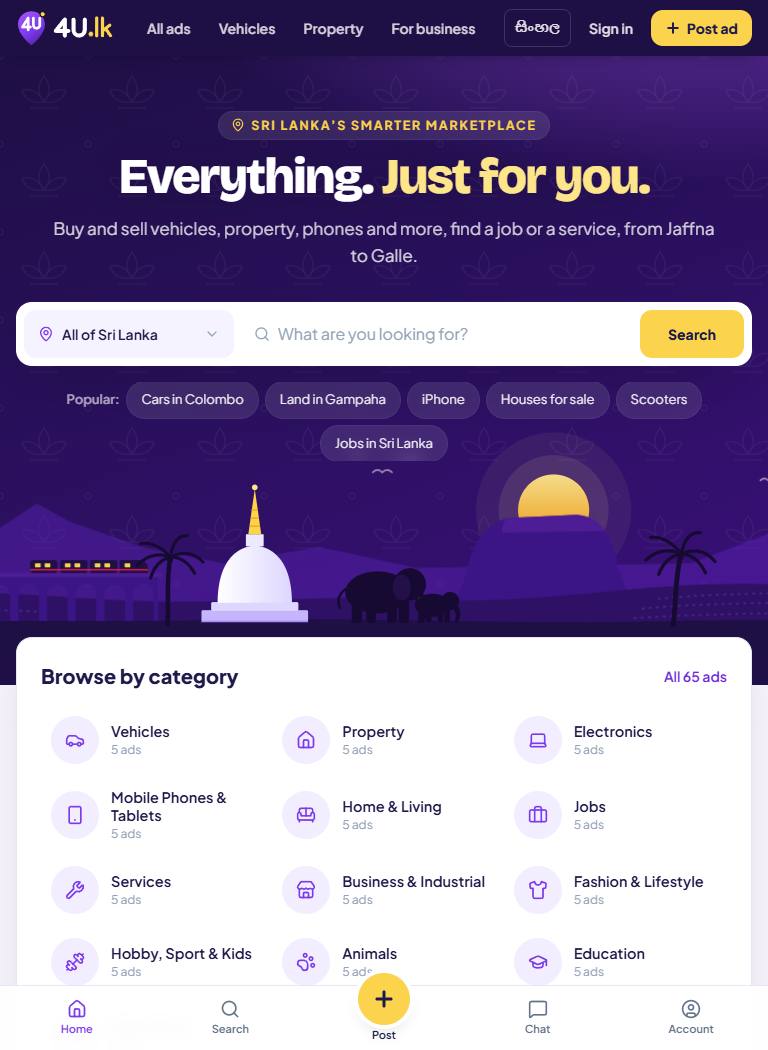 4U 4U.lk All ads Vehicles Property For business සිංහල Sign in + Post ad
SRI LANKA'S SMARTER MARKETPLACE
Everything. Just for you.
Buy and sell vehicles, property, phones and more, find a job or a service, from Jaffna
to Galle.
All of Sri Lanka What are you looking for? Search
Popular: Cars in Colombo Land in Gampaha iPhone Houses for sale Scooters
Jobs in Sri Lanka
Browse by category All 65 ads
Vehicles
5 ads
Property
5 ads
Electronics
5 ads
Mobile Phones &
Tablets
5 ads
Home & Living
5 ads
Jobs
5 ads
Services
5 ads
Business & Industrial
5 ads
Fashion & Lifestyle
5 ads
Hobby, Sport & Kids
5 ads
Animals
5 ads
Education
5 ads
Home Search Post Chat Account